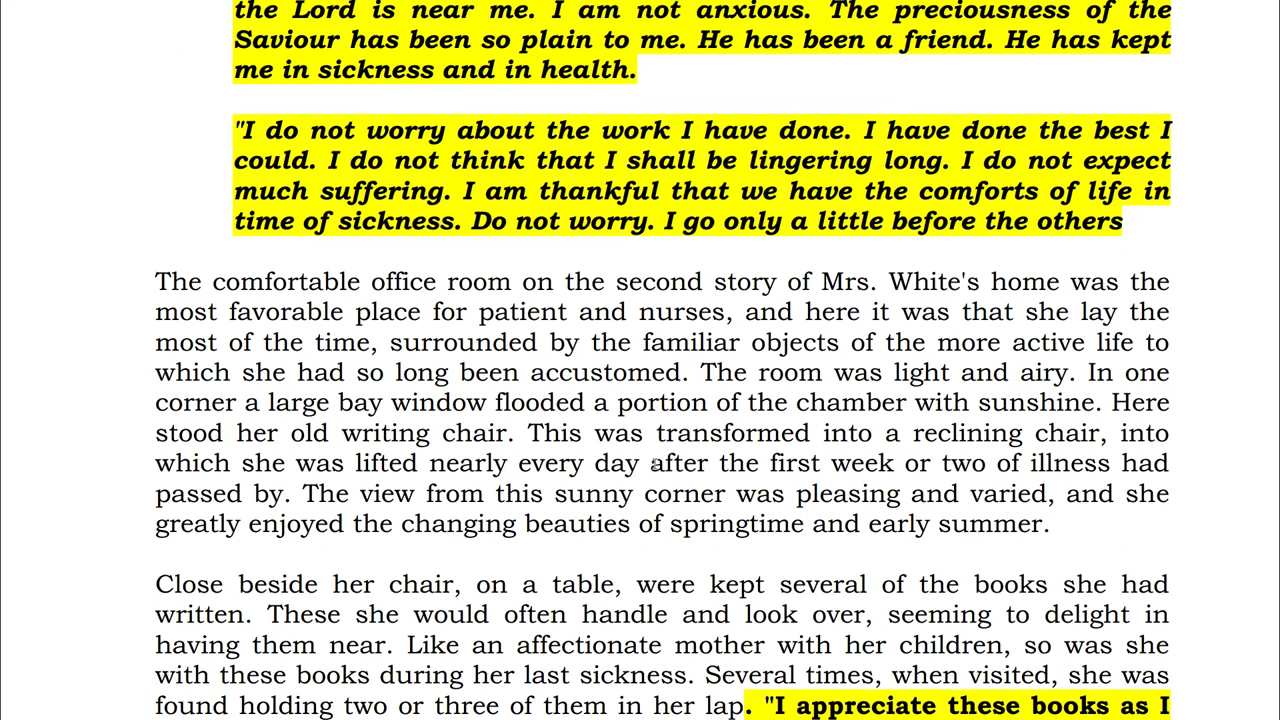 the Lord is near me. I am not anxious. The preciousness of the
Saviour has been so plain to me. He has been a friend. He has kept
me in sickness and in health.
"I do not worry about the work I have done. I have done the best I
could. I do not think that I shall be lingering long. I do not expect
much suffering. I am thankful that we have the comforts of life in
time of sickness. Do not worry. I go only a little before the others
The comfortable office room on the second story of Mrs. White's home was the
most favorable place for patient and nurses, and here it was that she lay the
most of the time, surrounded by the familiar objects of the more active life to
which she had so long been accustomed. The room was light and airy. In one
corner a large bay window flooded a portion of the chamber with sunshine. Here
stood her old writing chair. This was transformed into a reclining chair, into
which she was lifted nearly every day after the first week or two of illness had
passed by. The view from this sunny corner was pleasing and varied, and she
greatly enjoyed the changing beauties of springtime and early summer.
Close beside her chair, on a table, were kept several of the books she had
written. These she would often handle and look over, seeming to delight in
having them near. Like an affectionate mother with her children, so was she
with these books during her last sickness. Several times, when visited, she was
found holding two or three of them in her lap. "I appreciate these books as I